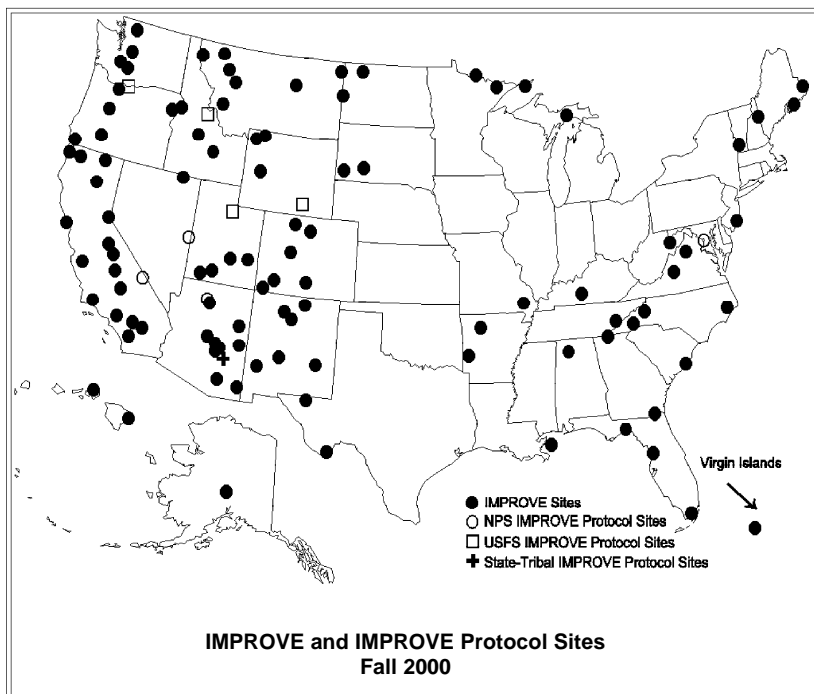 Virgin Islands
IMPROVE Sites
NPS IMPROVE Protocol Sites
USFS IMPROVE Protocol Sites
State-Tribal IMPROVE Protocol Sites
IMPROVE and IMPROVE Protocol Sites
Fall 2000